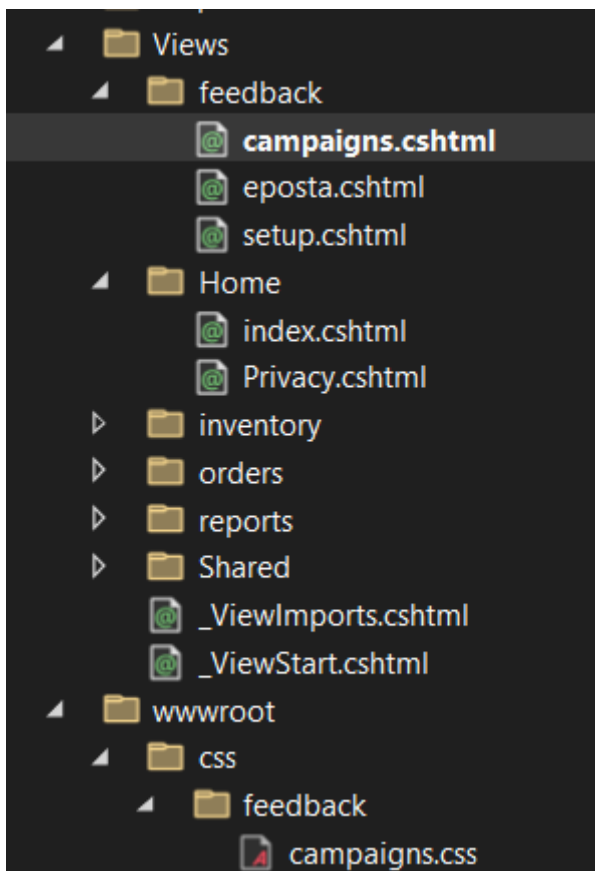 Views
feedback
campaigns.cshtml
eposta.cshtml
setup.cshtml
Home
index.cshtml
Privacy.cshtml
inventory
orders
reports
Shared
_ViewImports.cshtml
_ViewStart.cshtml
wwwroot
css
feedback
campaigns.css